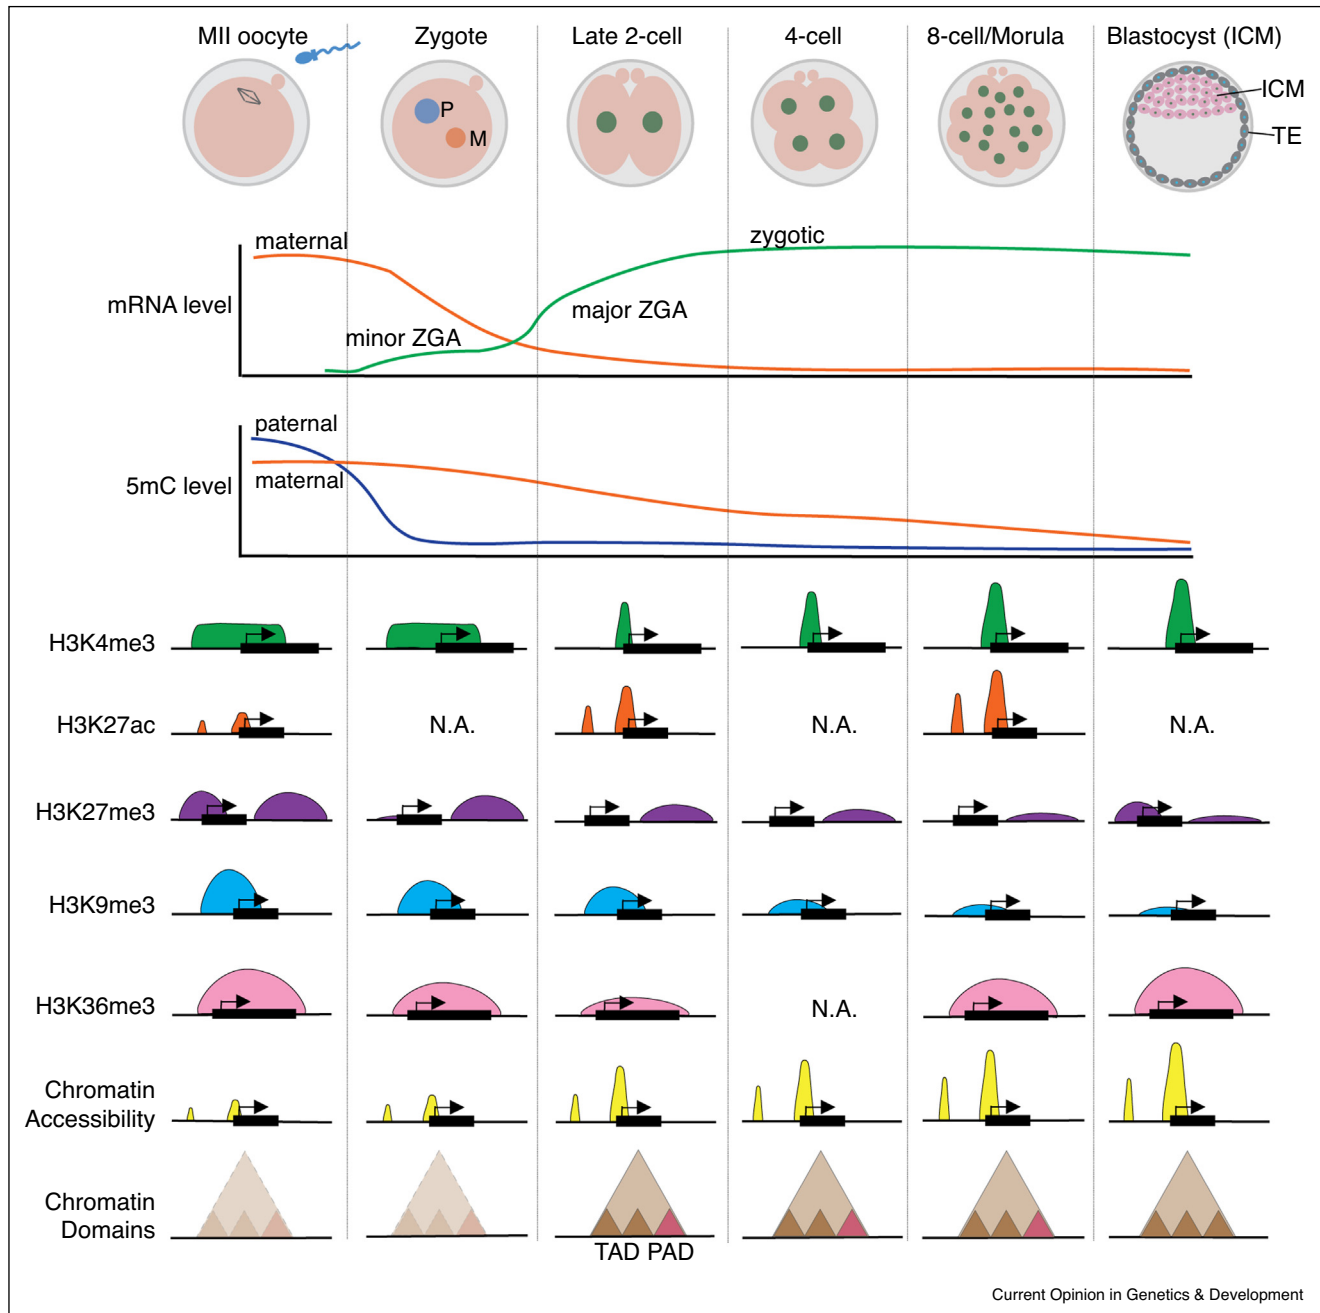 MII oocyte
Zygote
Late 2-cell
4-cell
8-cell/Morula
Blastocyst (ICM)
P
M
ICM
TE
mRNA level
maternal
minor ZGA
major ZGA
zygotic
5mC level
paternal
maternal
H3K4me3
H3K27ac
N.A.
N.A.
N.A.
H3K27me3
H3K9me3
H3K36me3
N.A.
Chromatin
Accessibility
Chromatin
Domains
TAD PAD
Current Opinion in Genetics & Development